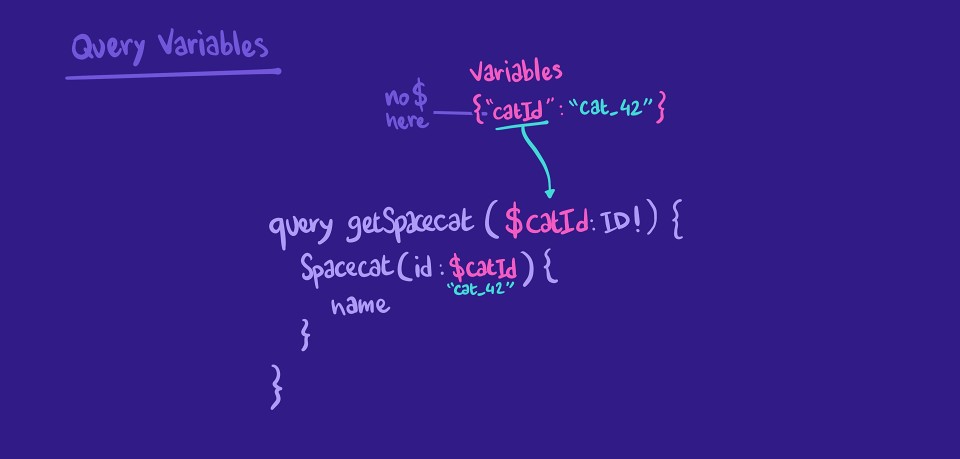 Query Variables
Variables
no $
here
{"catId" : "cat_42"}
query getSpacecat ($catId: ID!) {
Spacecat(id: $catId) {
"cat_42"
name
}
}